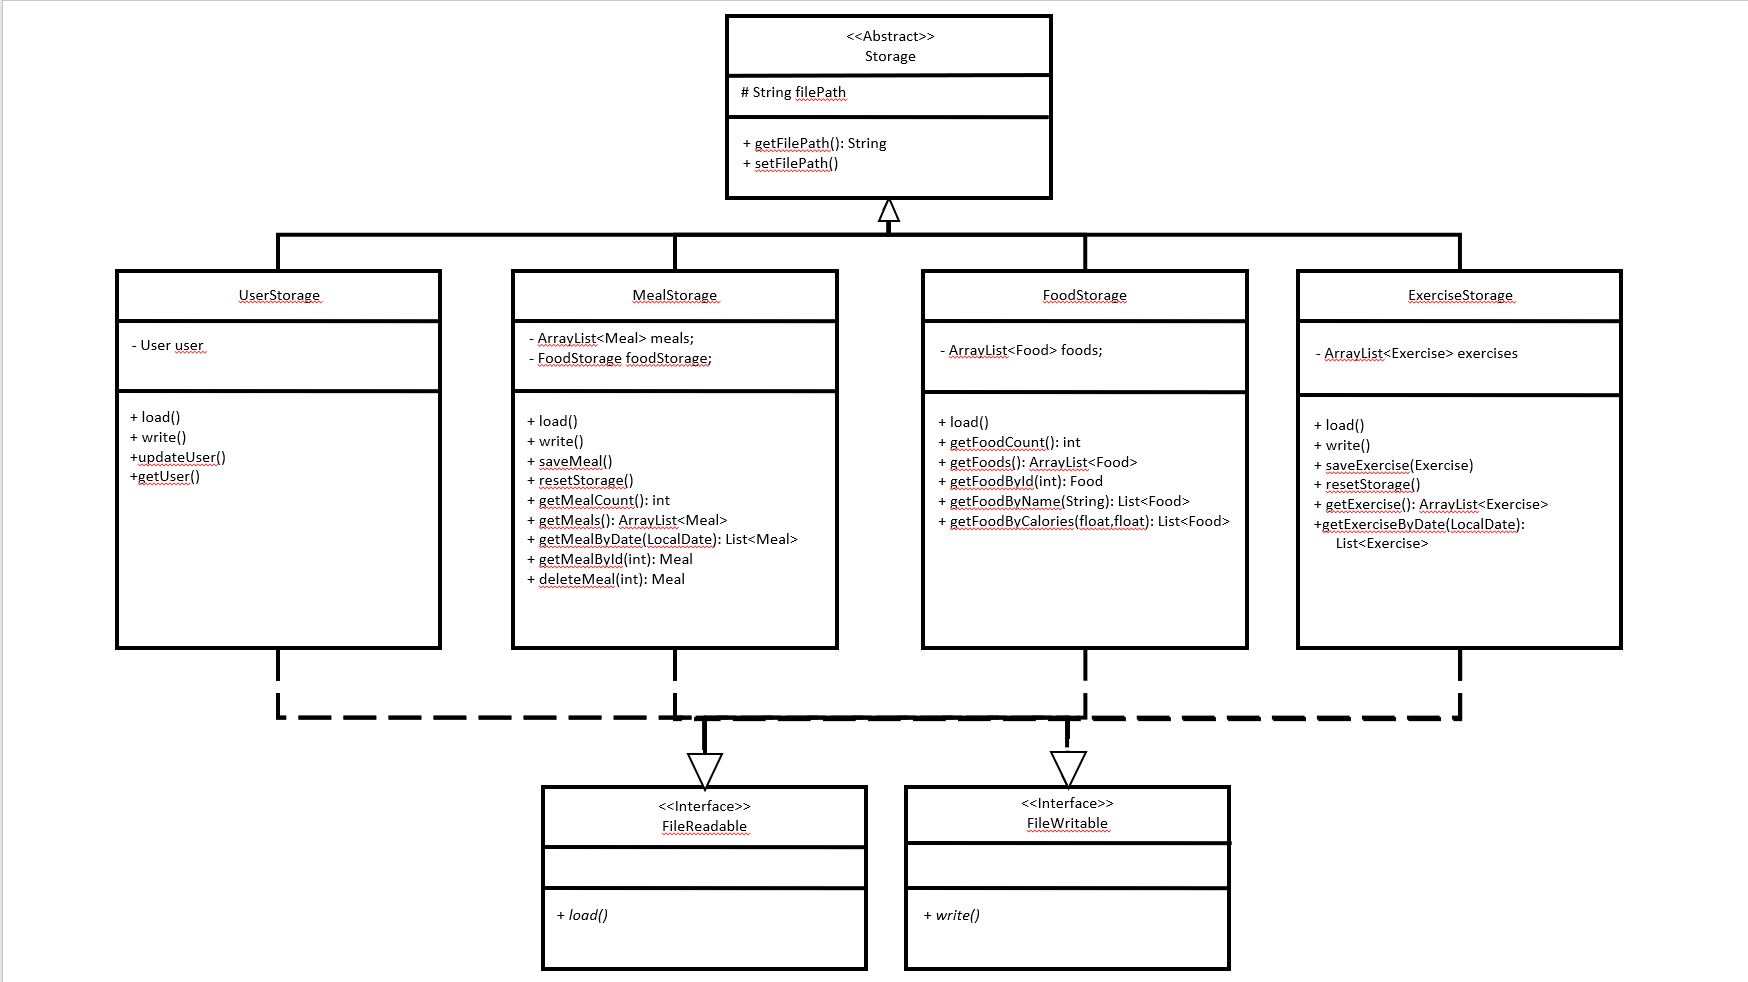 <<Abstract>>
Storage
# String filePath
+ getFilePath(): String
+ setFilePath()
UserStorage
- User user
+ load()
+ write()
+updateUser()
+getUser()
MealStorage
- ArrayList<Meal> meals;
- FoodStorage foodStorage;
+ load()
+ write()
+ saveMeal()
+ resetStorage()
+ getMealCount(): int
+ getMeals(): ArrayList<Meal>
+ getMealByDate(LocalDate): List<Meal>
+ getMealById(int): Meal
+ deleteMeal(int): Meal
FoodStorage
- ArrayList<Food> foods;
+ load()
+ getFoodCount(): int
+ getFoods(): ArrayList<Food>
+ getFoodById(int): Food
+ getFoodByName(String): List<Food>
+ getFoodByCalories(float,float): List<Food>
ExerciseStorage
- ArrayList<Exercise> exercises
+ load()
+ write()
+ saveExercise(Exercise)
+ resetStorage()
+ getExercise(): ArrayList<Exercise>
+getExerciseByDate(LocalDate):
List<Exercise>
<<Interface>>
FileReadable
+ load()
<<Interface>>
FileWritable
+ write()